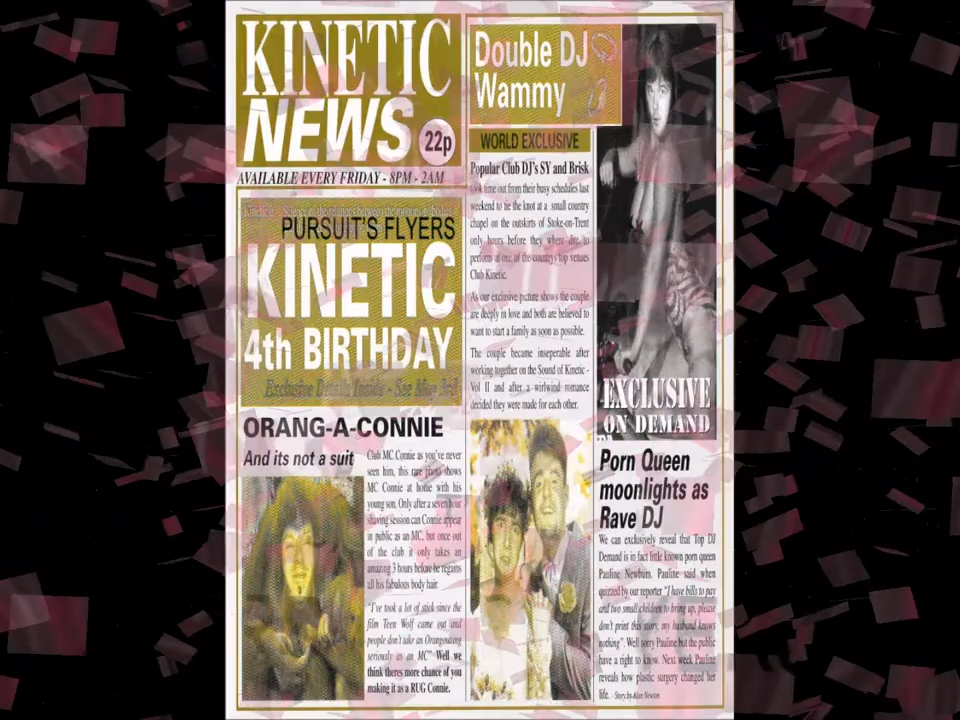 KINETIC
NEWS
22p
AVAILABLE EVERY FRIDAY - 8PM - 2AM
PURSUIT'S FLYERS
KINETIC
4th BIRTHDAY
Exclusive Details Inside - See May 3rd
ORANG-A-CONNIE
And its not a suit
Club MC Connie as you've never
seen him, this rare photo shows
MC Connie at home with his
young son. Only after a seven hour
shaving session can Connie appear
in public as an MC, but once out
of the club it only takes an
amazing 3 hours before he regains
all his fabulous body hair.
"I've took a lot of stick since the
film Teen Wolf came out and
people don't take an Orangoutang
seriously as an MC" Well we
think theres more chance of you
making it as a RUG Connie.
Double DJ
Wammy
WORLD EXCLUSIVE
Popular Club DJ's SY and Brisk
took time out from their busy schedules last
weekend to tie the knot at a small country
chapel on the outskirts of Stoke-on-Trent
only hours before they where due to
perform at one of the countrys top venues
Club Kinetic.
As our exclusive picture shows the couple
are deeply in love and both are believed to
want to start a family as soon as possible.
The couple became inseperable after
working together on the Sound of Kinetic -
Vol II and after a wirlwind romance
decided they were made for each other.
EXCLUSIVE
ON DEMAND
Porn Queen
moonlights as
Rave DJ
We can exclusively reveal that Top DJ
Demand is in fact little known porn queen
Pauline Newburn. Pauline said when
quizzed by our reporter "I have bills to pay
and two small children to bring up, please
don't print this story, my husband knows
nothing". Well sorry Pauline but the public
have a right to know. Next week Pauline
reveals how plastic surgery changed her
life. - Story by Alan Newton